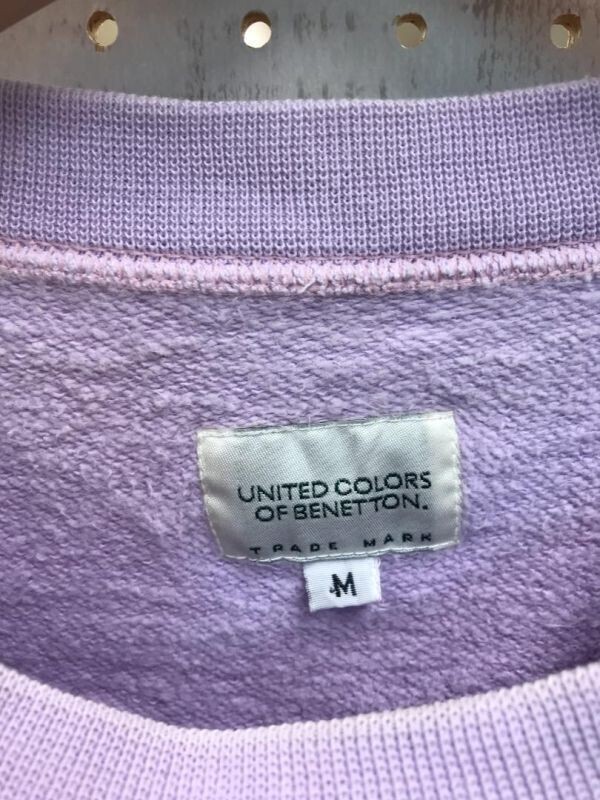 UNITED COLORS
OF BENETTON.
TRADE MARK
M